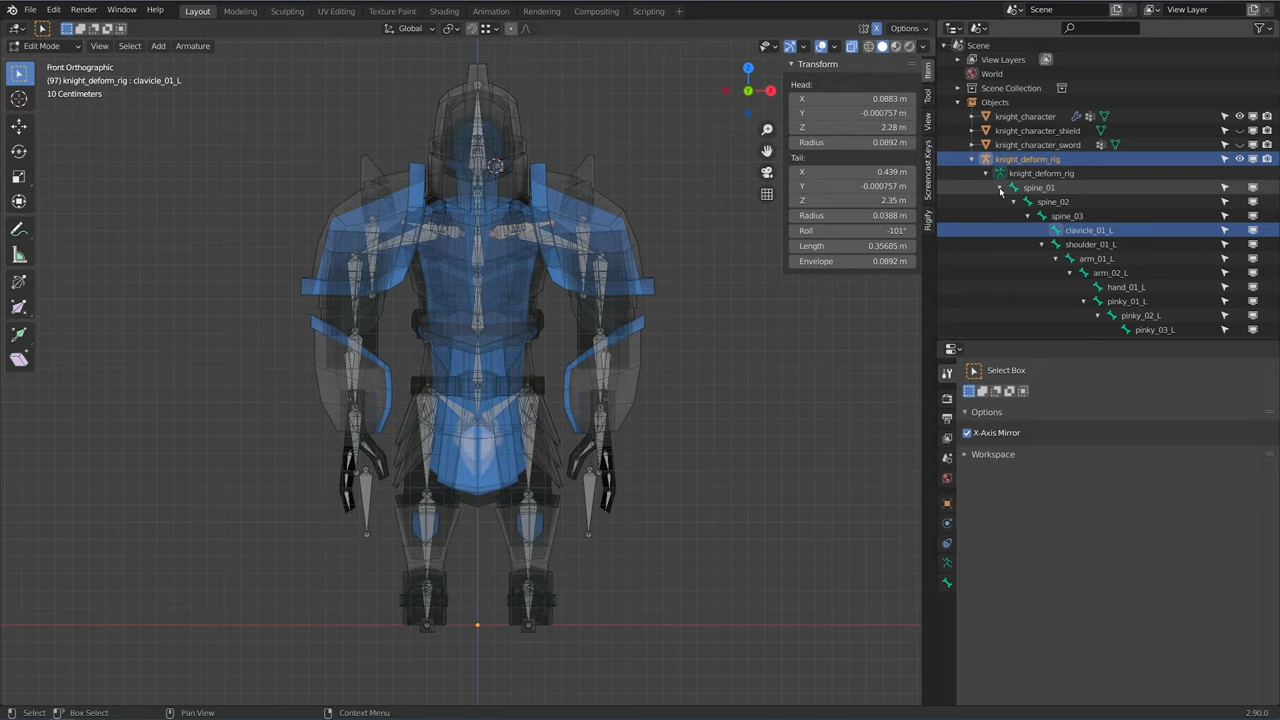 File Edit Render Window Help Layout Modeling Sculpting UV Editing Texture Paint Shading Animation Rendering Compositing Scripting + Scene View Layer
Global Options
Edit Mode View Select Add Armature
Front Orthographic
(97) knight_deform_rig : clavicle_01_L
10 Centimeters
Z
Y
X
Transform
Head:
X 0.0883 m
Y -0.000757 m
Z 2.28 m
Radius 0.0892 m
Tail:
X 0.439 m
Y -0.000757 m
Z 2.35 m
Radius 0.0388 m
Roll -101°
Length 0.35685 m
Envelope 0.0892 m
Item
Tool
View
Screencast Keys
Rigify
Scene
View Layers
World
Scene Collection
Objects
knight_character
knight_character_shield
knight_character_sword
knight_deform_rig
knight_deform_rig
spine_01
spine_02
spine_03
clavicle_01_L
shoulder_01_L
arm_01_L
arm_02_L
hand_01_L
pinky_01_L
pinky_02_L
pinky_03_L
Select Box
Options
X-Axis Mirror
Workspace
Select Box Select Pan View Context Menu 2.90.0